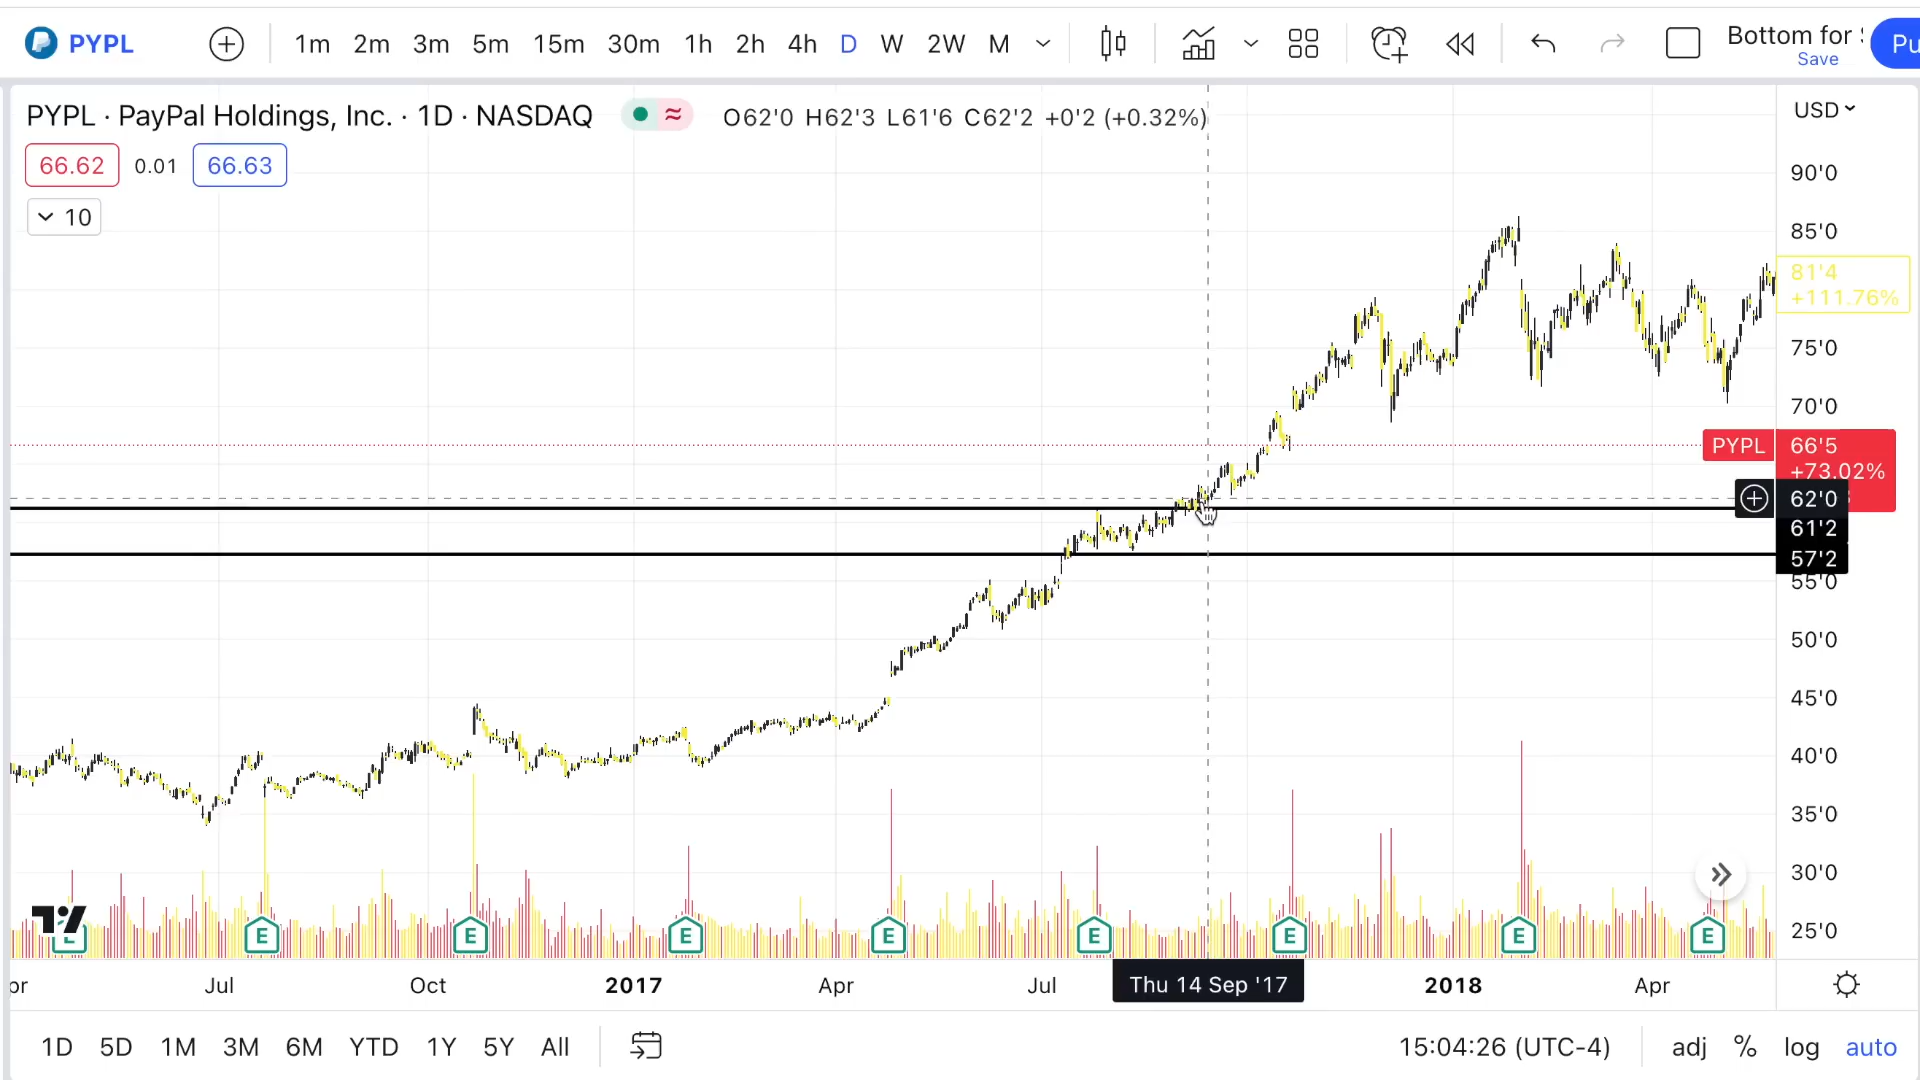 PYPL 1m 2m 3m 5m 15m 30m 1h 2h 4h D W 2W M Bottom for
Save
Pu
PYPL · PayPal Holdings, Inc. · 1D · NASDAQ O62'0 H62'3 L61'6 C62'2 +0'2 (+0.32%)
USD
66.62 0.01 66.63
10
90'0
85'0
81'4
+111.76%
75'0
70'0
PYPL 66'5
+73.02%
62'0
61'2
57'2
55'0
50'0
45'0
40'0
35'0
30'0
25'0
E E E E E E E E E
pr Jul Oct 2017 Apr Jul Thu 14 Sep '17 2018 Apr
1D 5D 1M 3M 6M YTD 1Y 5Y All 15:04:26 (UTC-4) adj % log auto